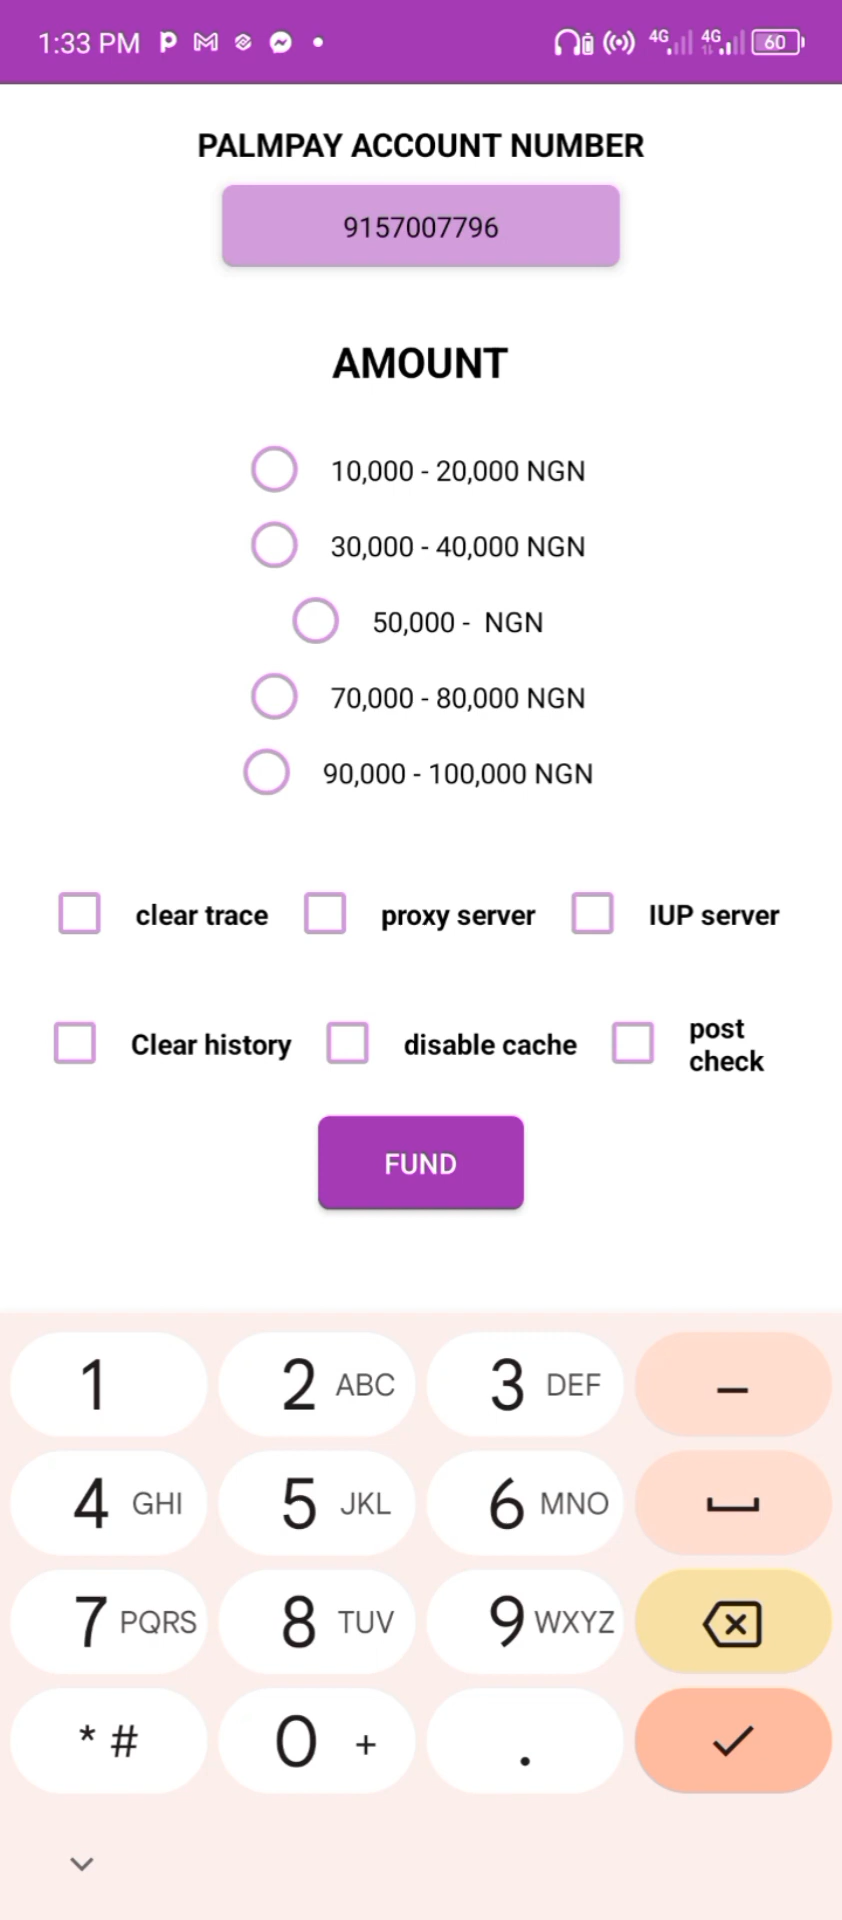 1:33 PM
4G 4G 60
PALMPAY ACCOUNT NUMBER
9157007796
AMOUNT
10,000 - 20,000 NGN
30,000 - 40,000 NGN
50,000 -  NGN
70,000 - 80,000 NGN
90,000 - 100,000 NGN
clear trace proxy server IUP server
Clear history disable cache post check
FUND
1 2 ABC 3 DEF –
4 GHI 5 JKL 6 MNO
7 PQRS 8 TUV 9 WXYZ
* # 0 + .